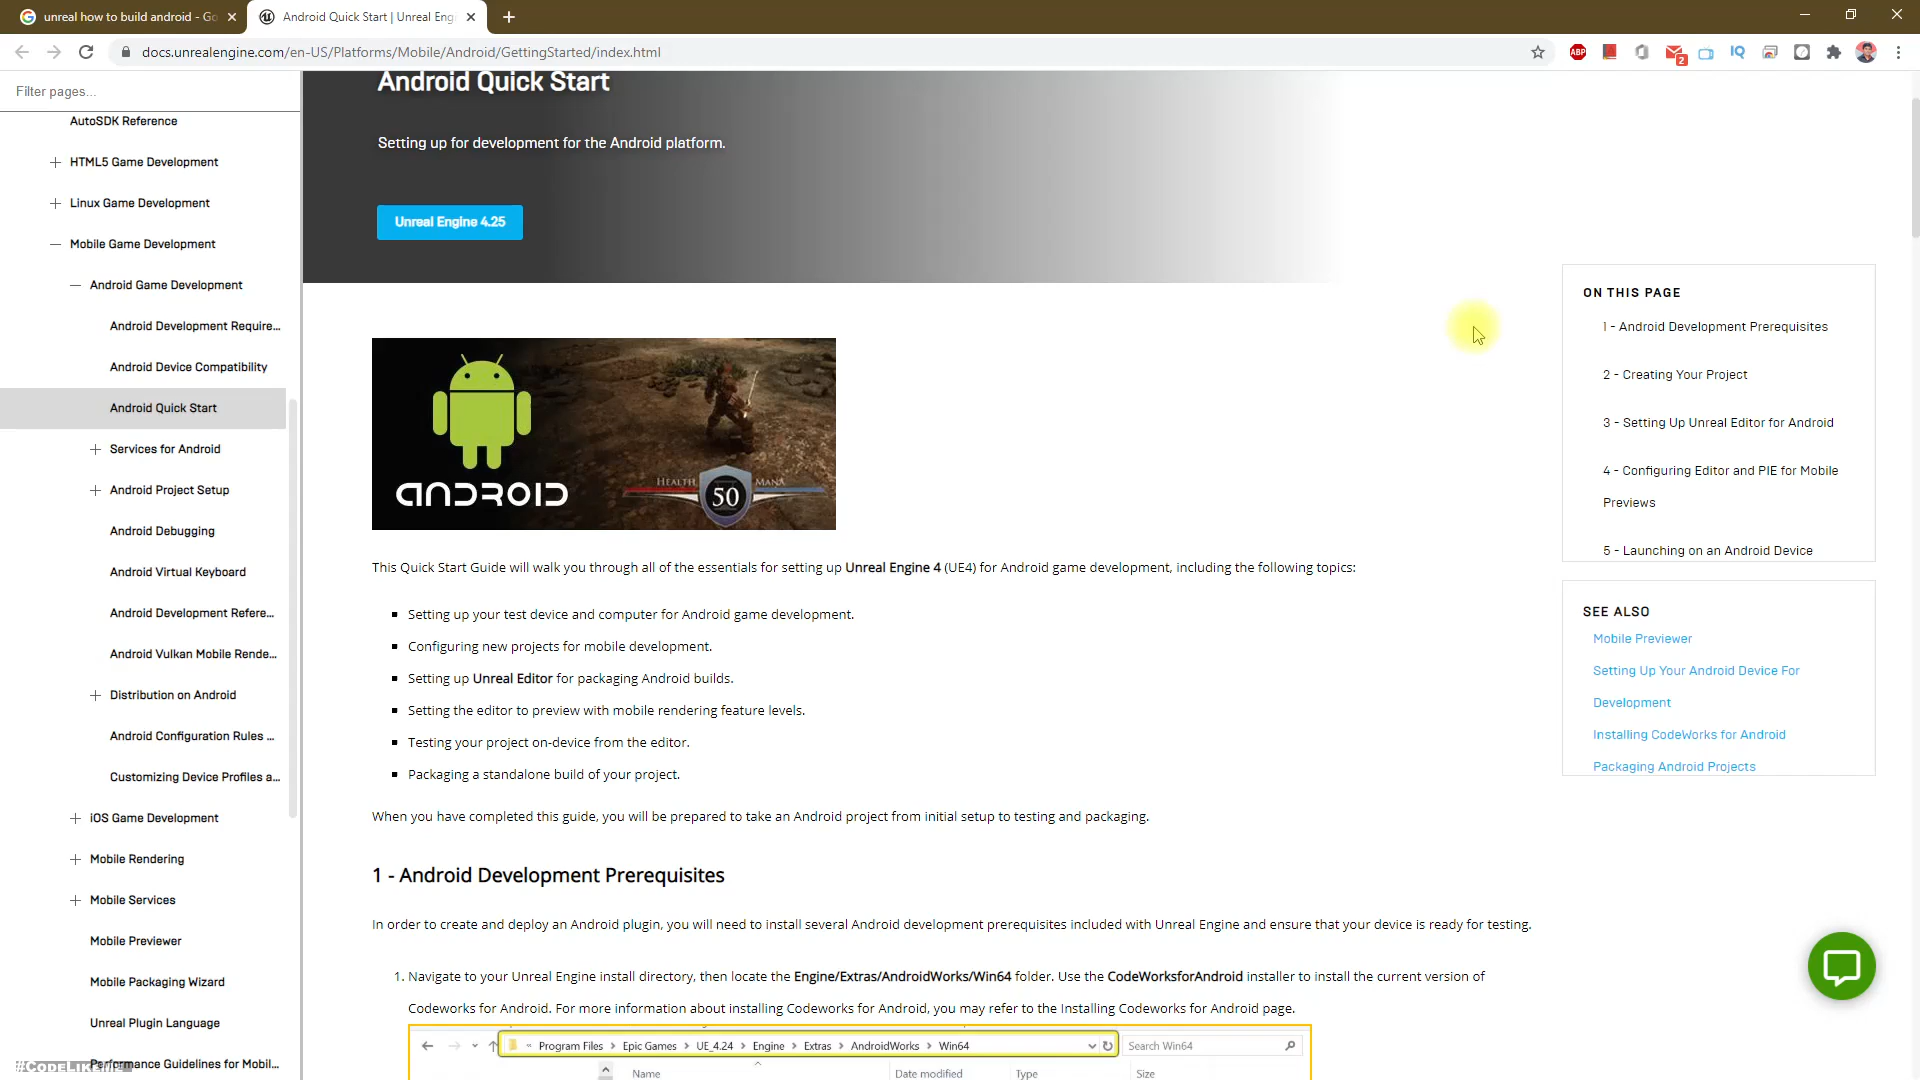 unreal how to build android - Go
Android Quick Start | Unreal Eng
docs.unrealengine.com/en-US/Platforms/Mobile/Android/GettingStarted/index.html
ABP
2
IQ
Filter pages...
AutoSDK Reference
HTML5 Game Development
Linux Game Development
Mobile Game Development
Android Game Development
Android Development Require...
Android Device Compatibility
Android Quick Start
Services for Android
Android Project Setup
Android Debugging
Android Virtual Keyboard
Android Development Refere...
Android Vulkan Mobile Rende...
Distribution on Android
Android Configuration Rules ...
Customizing Device Profiles a...
iOS Game Development
Mobile Rendering
Mobile Services
Mobile Previewer
Mobile Packaging Wizard
Unreal Plugin Language
Performance Guidelines for Mobil...
#CODELIKEME
Android Quick Start
Setting up for development for the Android platform.
Unreal Engine 4.25
ANDROID
HEALTH
MANA
50
This Quick Start Guide will walk you through all of the essentials for setting up Unreal Engine 4 (UE4) for Android game development, including the following topics:
Setting up your test device and computer for Android game development.
Configuring new projects for mobile development.
Setting up Unreal Editor for packaging Android builds.
Setting the editor to preview with mobile rendering feature levels.
Testing your project on-device from the editor.
Packaging a standalone build of your project.
When you have completed this guide, you will be prepared to take an Android project from initial setup to testing and packaging.
1 - Android Development Prerequisites
In order to create and deploy an Android plugin, you will need to install several Android development prerequisites included with Unreal Engine and ensure that your device is ready for testing.
1. Navigate to your Unreal Engine install directory, then locate the Engine/Extras/AndroidWorks/Win64 folder. Use the CodeWorksforAndroid installer to install the current version of
Codeworks for Android. For more information about installing Codeworks for Android, you may refer to the Installing Codeworks for Android page.
« Program Files > Epic Games > UE_4.24 > Engine > Extras > AndroidWorks > Win64
Search Win64
Name
Date modified
Type
Size
ON THIS PAGE
1 - Android Development Prerequisites
2 - Creating Your Project
3 - Setting Up Unreal Editor for Android
4 - Configuring Editor and PIE for Mobile
Previews
5 - Launching on an Android Device
SEE ALSO
Mobile Previewer
Setting Up Your Android Device For
Development
Installing CodeWorks for Android
Packaging Android Projects